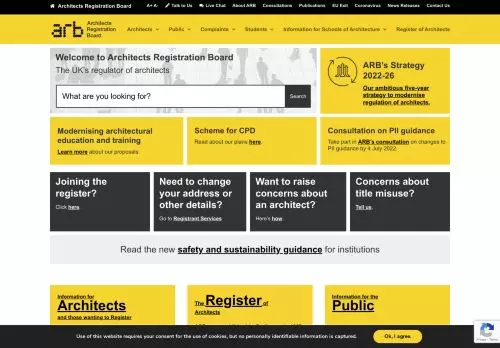 Architects Registration Board
A+ A- Talk to Us Live Chat About ARB Consultations Publications EU Exit Coronavirus News Releases Contact Us
arb Architects
Registration
Board
Architects Public Complaints Students Information for Schools of Architecture Register of Architects
Welcome to Architects Registration Board
The UK's regulator of architects
What are you looking for? Search
ARB's Strategy
2022-26
Our ambitious five-year
strategy to modernise
regulation of architects.
Modernising architectural
education and training
Learn more about our proposals.
Scheme for CPD
Read about our plans here.
Consultation on PII guidance
Take part in ARB's consultation on changes to
PII guidance by 4 July 2022.
Joining the
register?
Click here.
Need to change
your address or
other details?
Go to Registrant Services
Want to raise
concerns about
an architect?
Here's how.
Concerns about
title misuse?
Tell us.
Read the new safety and sustainability guidance for institutions
Information for
Architects
and those wanting to Register
The Register of
Architects
Information for the
Public
Use of this website requires your consent for the use of cookies, but no personally identifiable information is captured.
Ok, I agree